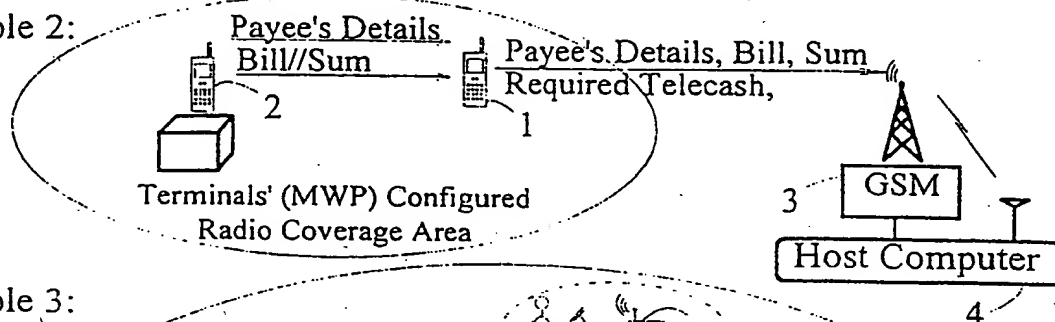 ple 2:
Payee's Details
Bill//Sum
Payee's Details, Bill, Sum
Required Telecash,
2
1
Terminals' (MWP) Configured
Radio Coverage Area
3
GSM
Host Computer
4
ple 3: